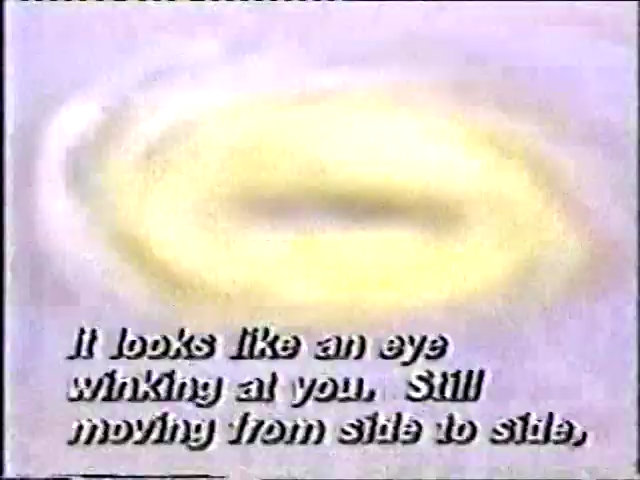 It looks like an eye
winking at you. Still
moving from side to side,